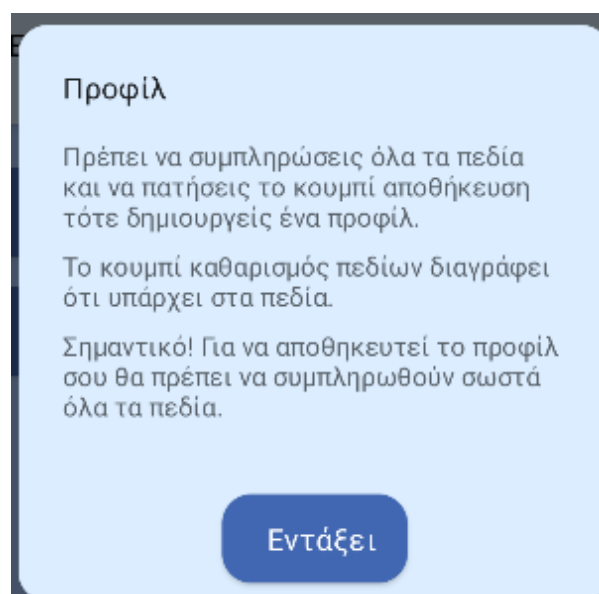 Προφίλ
Πρέπει να συμπληρώσεις όλα τα πεδία
και να πατήσεις το κουμπί αποθήκευση
τότε δημιουργείς ένα προφίλ.
Το κουμπί καθαρισμός πεδίων διαγράφει
ότι υπάρχει στα πεδία.
Σημαντικό! Για να αποθηκευτεί το προφίλ
σου θα πρέπει να συμπληρωθούν σωστά
όλα τα πεδία.
Εντάξει